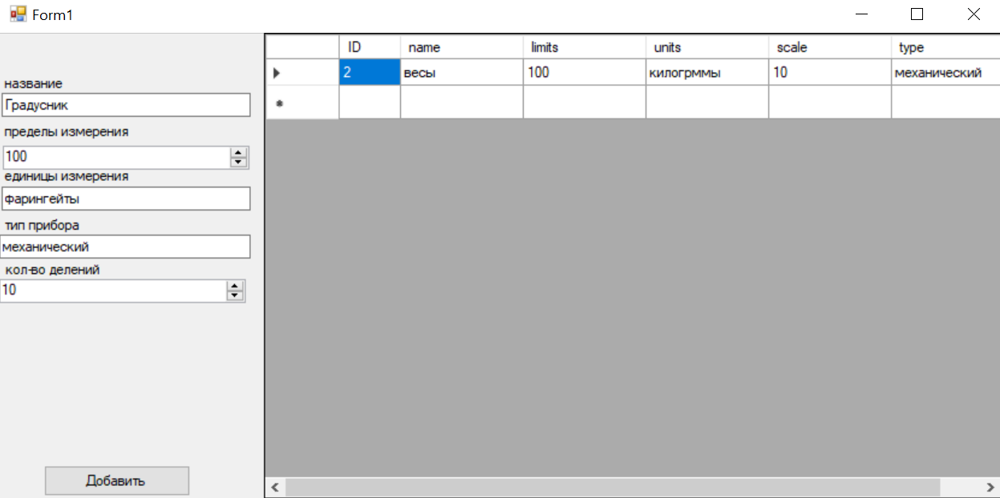 Form1
название
Градусник
пределы измерения
100
единицы измерения
фарингейты
тип прибора
механический
кол-во делений
10
Добавить
ID name limits units scale type
2 весы 100 килогрммы 10 механический